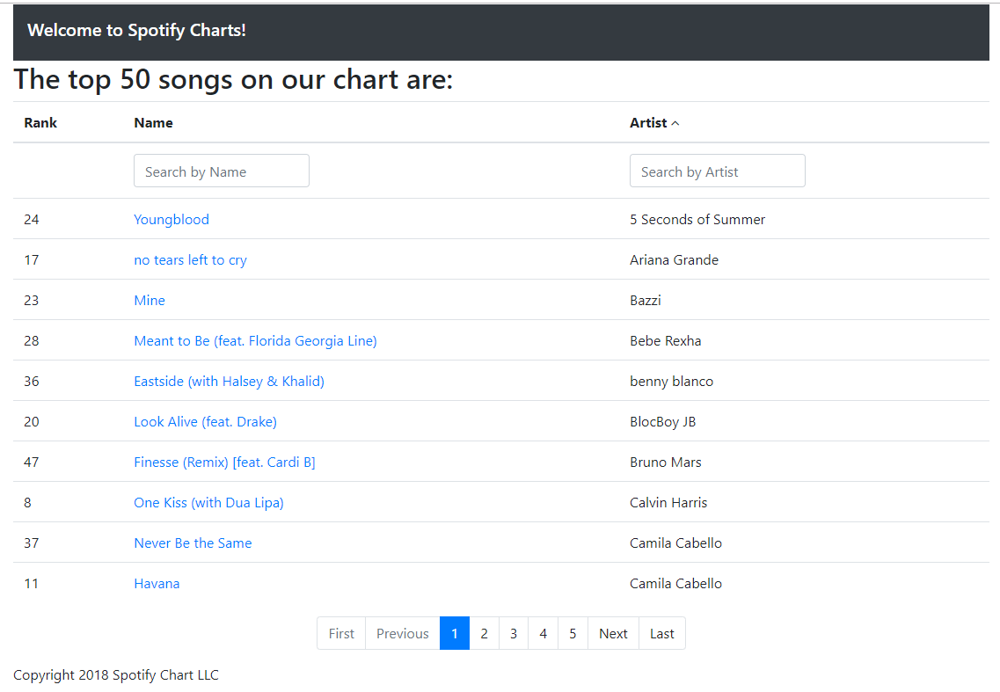 Welcome to Spotify Charts!
The top 50 songs on our chart are:
Rank Name Artist
Search by Name Search by Artist
24 Youngblood 5 Seconds of Summer
17 no tears left to cry Ariana Grande
23 Mine Bazzi
28 Meant to Be (feat. Florida Georgia Line) Bebe Rexha
36 Eastside (with Halsey & Khalid) benny blanco
20 Look Alive (feat. Drake) BlocBoy JB
47 Finesse (Remix) [feat. Cardi B] Bruno Mars
8 One Kiss (with Dua Lipa) Calvin Harris
37 Never Be the Same Camila Cabello
11 Havana Camila Cabello
First Previous 1 2 3 4 5 Next Last
Copyright 2018 Spotify Chart LLC